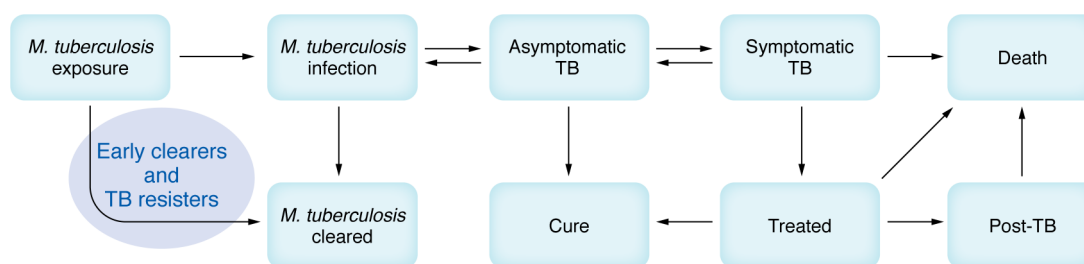 M. tuberculosis
exposure
M. tuberculosis
infection
Asymptomatic
TB
Symptomatic
TB
Death
Early clearers
and
TB resisters
M. tuberculosis
cleared
Cure
Treated
Post-TB